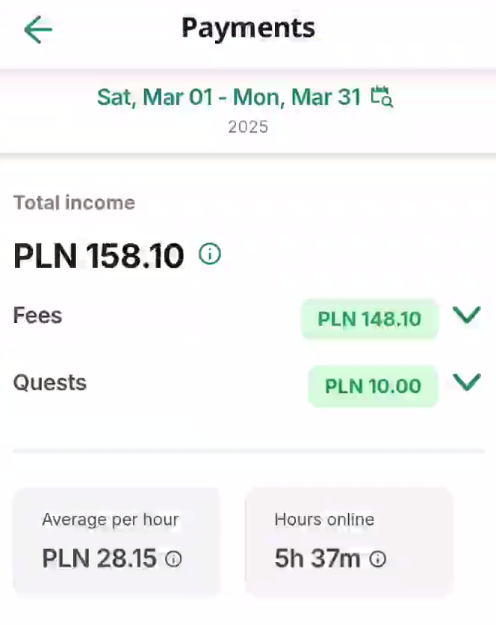 Payments
Sat, Mar 01 - Mon, Mar 31
2025
Total income
PLN 158.10
Fees PLN 148.10
Quests PLN 10.00
Average per hour Hours online
PLN 28.15 5h 37m